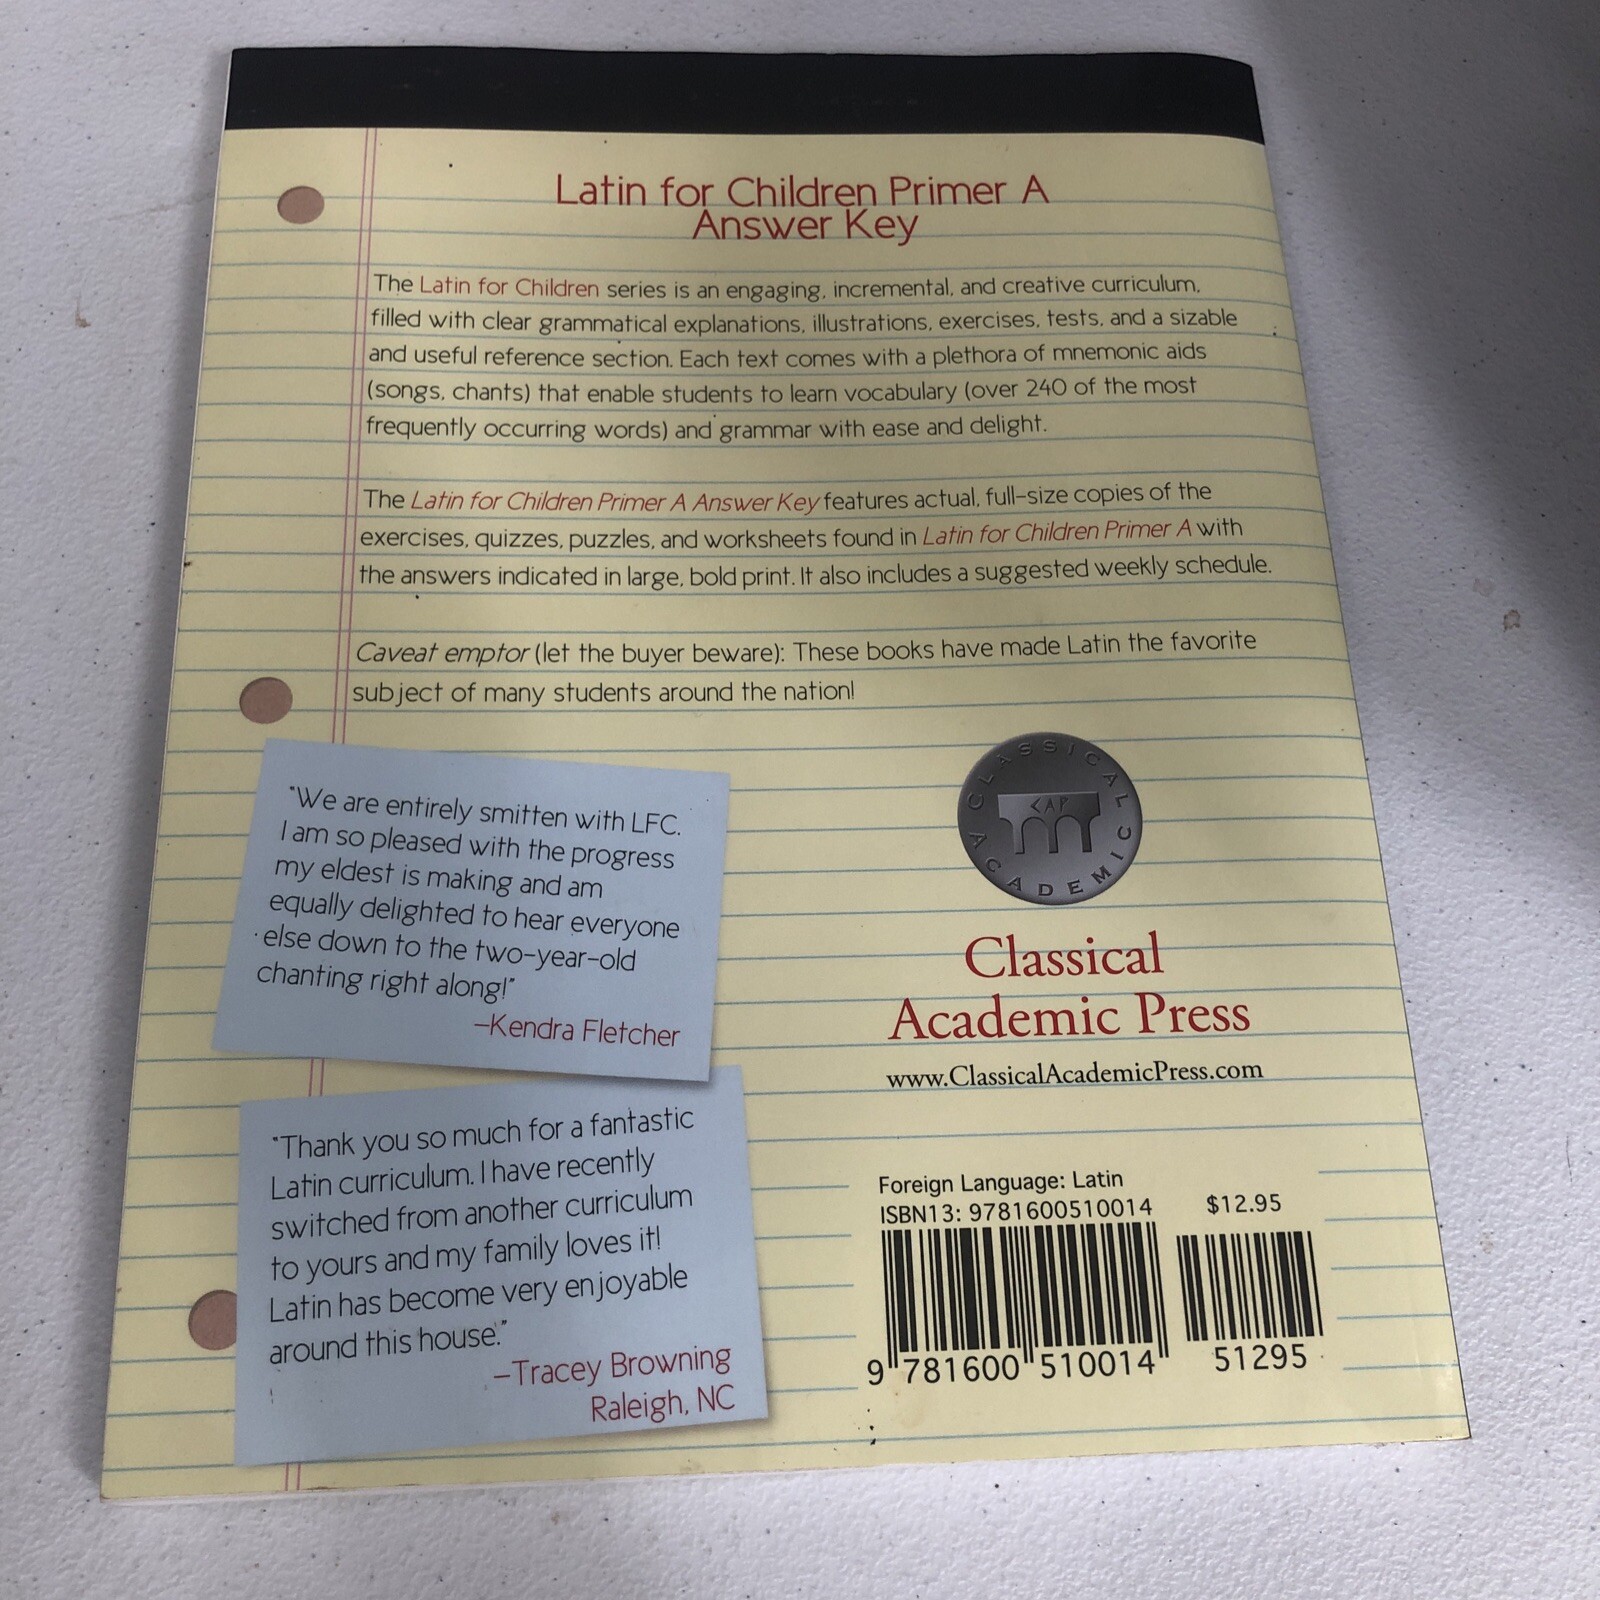 Latin for Children Primer A
Answer Key
The Latin for Children series is an engaging, incremental, and creative curriculum,
filled with clear grammatical explanations, illustrations, exercises, tests, and a sizable
and useful reference section. Each text comes with a plethora of mnemonic aids
(songs, chants) that enable students to learn vocabulary (over 240 of the most
frequently occurring words) and grammar with ease and delight.
The Latin for Children Primer A Answer Key features actual, full-size copies of the
exercises, quizzes, puzzles, and worksheets found in Latin for Children Primer A with
the answers indicated in large, bold print. It also includes a suggested weekly schedule.
Caveat emptor (let the buyer beware): These books have made Latin the favorite
subject of many students around the nation!
"We are entirely smitten with LFC.
I am so pleased with the progress
my eldest is making and am
equally delighted to hear everyone
else down to the two-year-old
chanting right along!"
–Kendra Fletcher
"Thank you so much for a fantastic
Latin curriculum. I have recently
switched from another curriculum
to yours and my family loves it!
Latin has become very enjoyable
around this house."
–Tracey Browning
Raleigh, NC
CLASSICAL
CAP
ACADEMIC
Classical
Academic Press
www.ClassicalAcademicPress.com
Foreign Language: Latin
ISBN13: 9781600510014
$12.95
9 781600 510014
51295